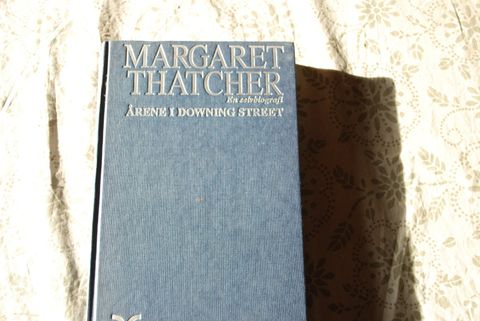 MARGARET
THATCHER
En selvbiografi
ÅRENE I DOWNING STREET